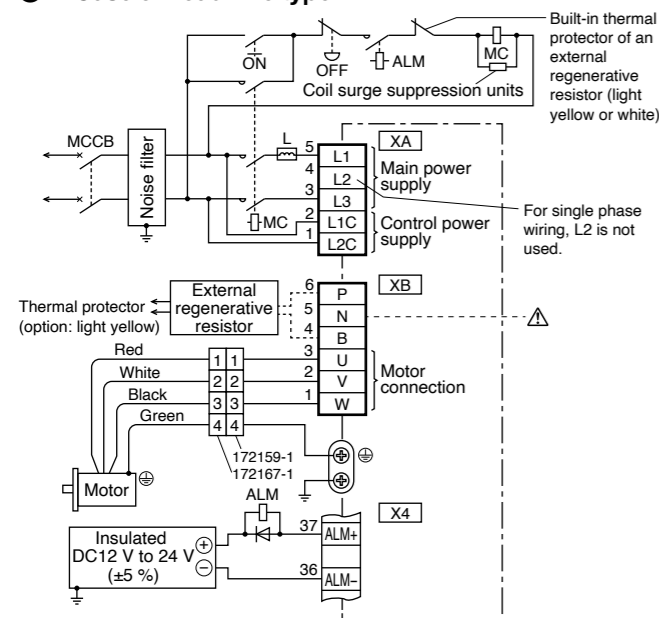 Built-in thermal
protector of an
external
regenerative
resistor (light
yellow or white)
ON
OFF
ALM
MC
Coil surge suppression units
MCCB
Noise filter
L
MC
XA
5 L1
4 L2
3 L3
2 L1C
1 L2C
Main power
supply
Control power
supply
For single phase
wiring, L2 is not
used.
Thermal protector
(option: light yellow)
External
regenerative
resistor
XB
6 P
5 N
4 B
3 U
2 V
1 W
Motor
connection
Red
White
Black
Green
1 1
2 2
3 3
4 4
172159-1
172167-1
Motor
ALM
X4
Insulated
DC12 V to 24 V
(±5 %)
+
−
37 ALM+
36 ALM−